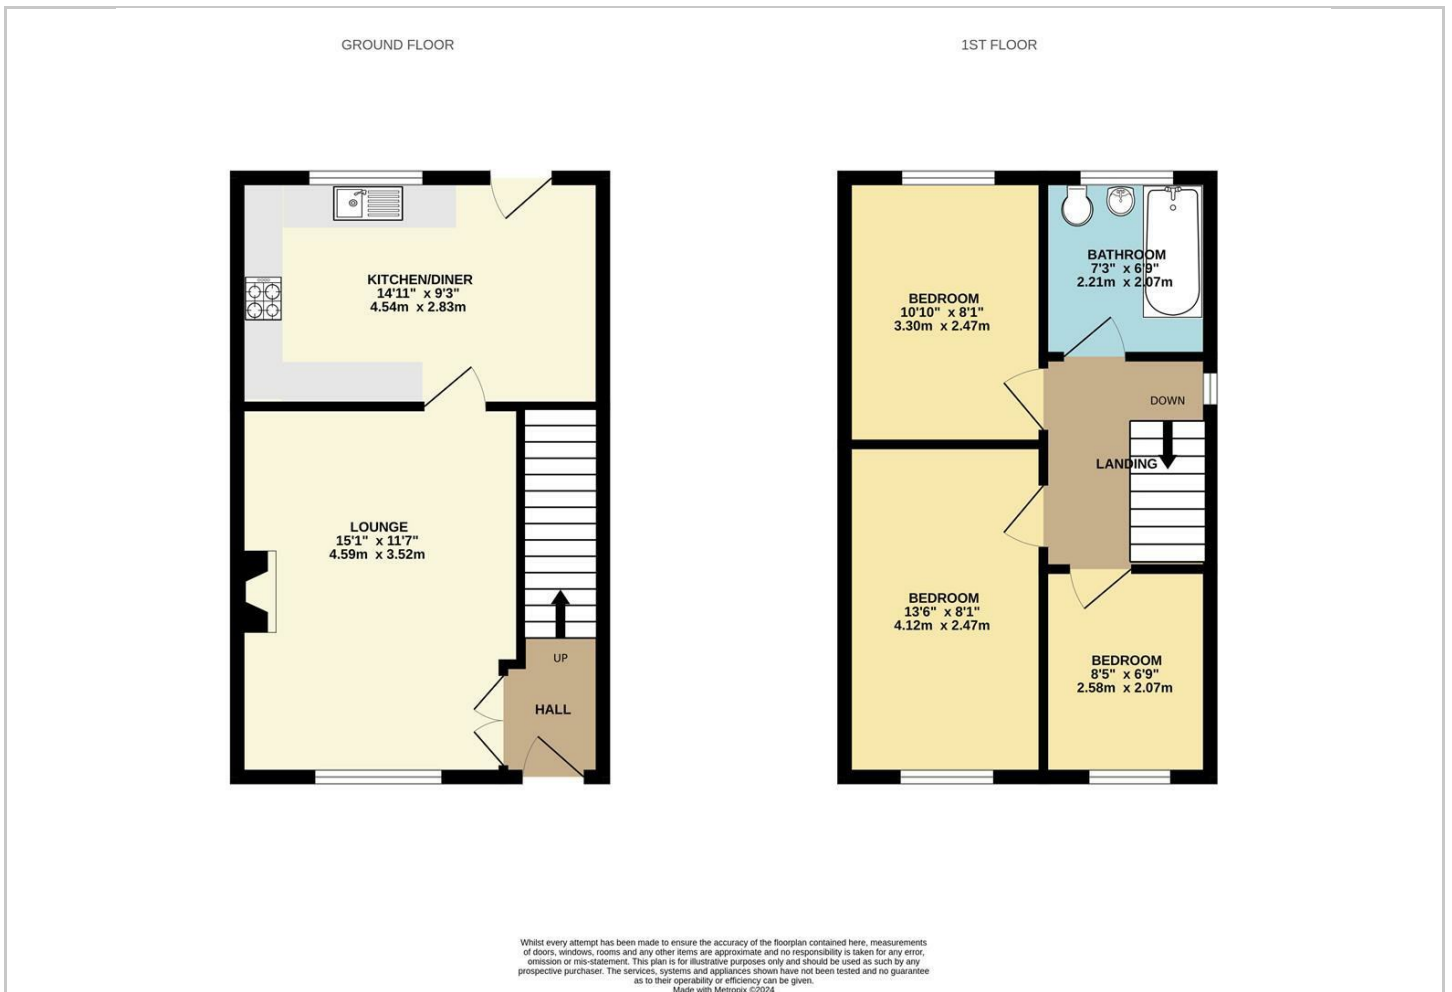 GROUND FLOOR
1ST FLOOR
KITCHEN/DINER
14'11" x 9'3"
4.54m x 2.83m
LOUNGE
15'1" x 11'7"
4.59m x 3.52m
UP
HALL
BEDROOM
10'10" x 8'1"
3.30m x 2.47m
BATHROOM
7'3" x 6'9"
2.21m x 2.07m
DOWN
LANDING
BEDROOM
13'6" x 8'1"
4.12m x 2.47m
BEDROOM
8'5" x 6'9"
2.58m x 2.07m
Whilst every attempt has been made to ensure the accuracy of the floorplan contained here, measurements
of doors, windows, rooms and any other items are approximate and no responsibility is taken for any error,
omission or mis-statement. This plan is for illustrative purposes only and should be used as such by any
prospective purchaser. The services, systems and appliances shown have not been tested and no guarantee
as to their operability or efficiency can be given.
Made with Metropix ©2024